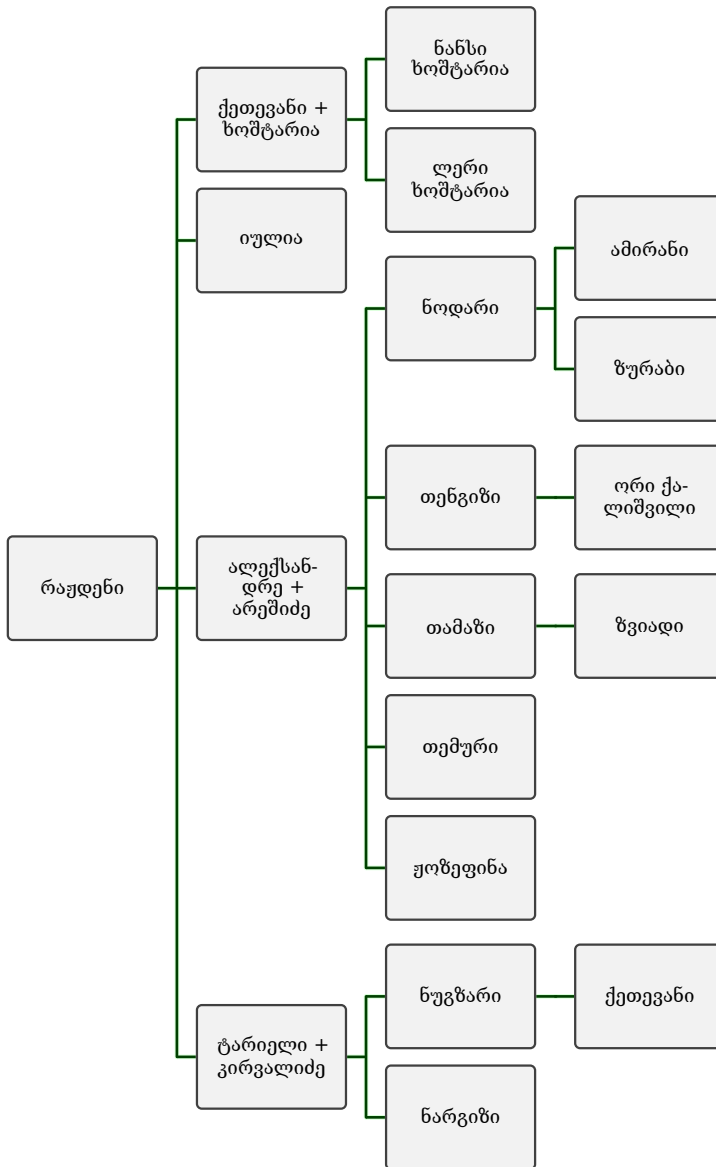 ნანსი
ხოშტარია
ქეთევანი +
ხოშტარია
ლერი
ხოშტარია
იულია
ამირანი
ნოდარი
ზურაბი
თენგიზი
ორი ქა-
ლიშვილი
რაჟდენი
ალექსან-
დრე +
არეშიძე
თამაზი
ზვიადი
თემური
ჟოზეფინა
ნუგზარი
ქეთევანი
ტარიელი +
კირვალიძე
ნარგიზი